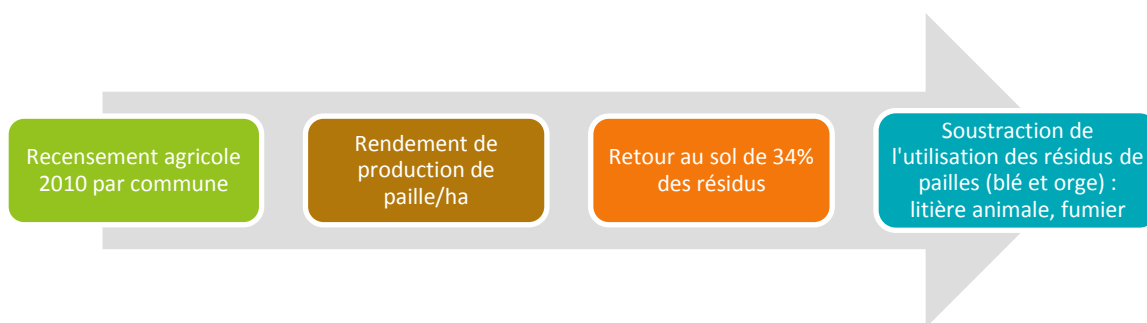 Recensement agricole
2010 par commune
Rendement de
production de
paille/ha
Retour au sol de 34%
des résidus
Soustraction de
l'utilisation des résidus de
pailles (blé et orge) :
litière animale, fumier